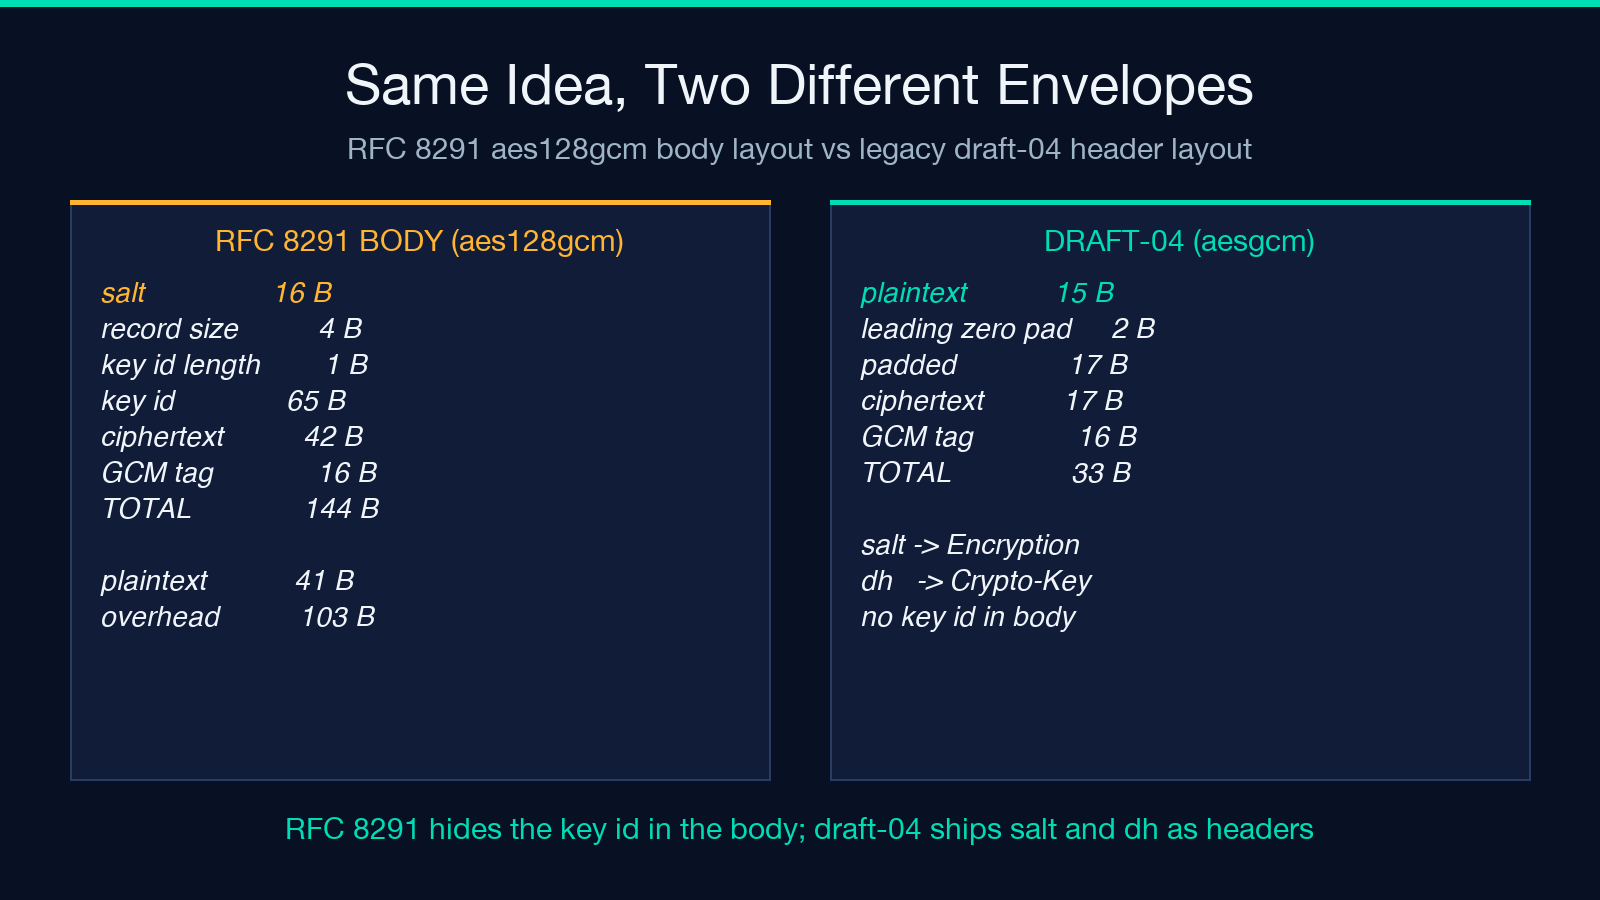 Same Idea, Two Different Envelopes
RFC 8291 aes128gcm body layout vs legacy draft-04 header layout
RFC 8291 BODY (aes128gcm)
salt 16 B
record size 4 B
key id length 1 B
key id 65 B
ciphertext 42 B
GCM tag 16 B
TOTAL 144 B
plaintext 41 B
overhead 103 B
DRAFT-04 (aesgcm)
plaintext 15 B
leading zero pad 2 B
padded 17 B
ciphertext 17 B
GCM tag 16 B
TOTAL 33 B
salt -> Encryption
dh -> Crypto-Key
no key id in body
RFC 8291 hides the key id in the body; draft-04 ships salt and dh as headers